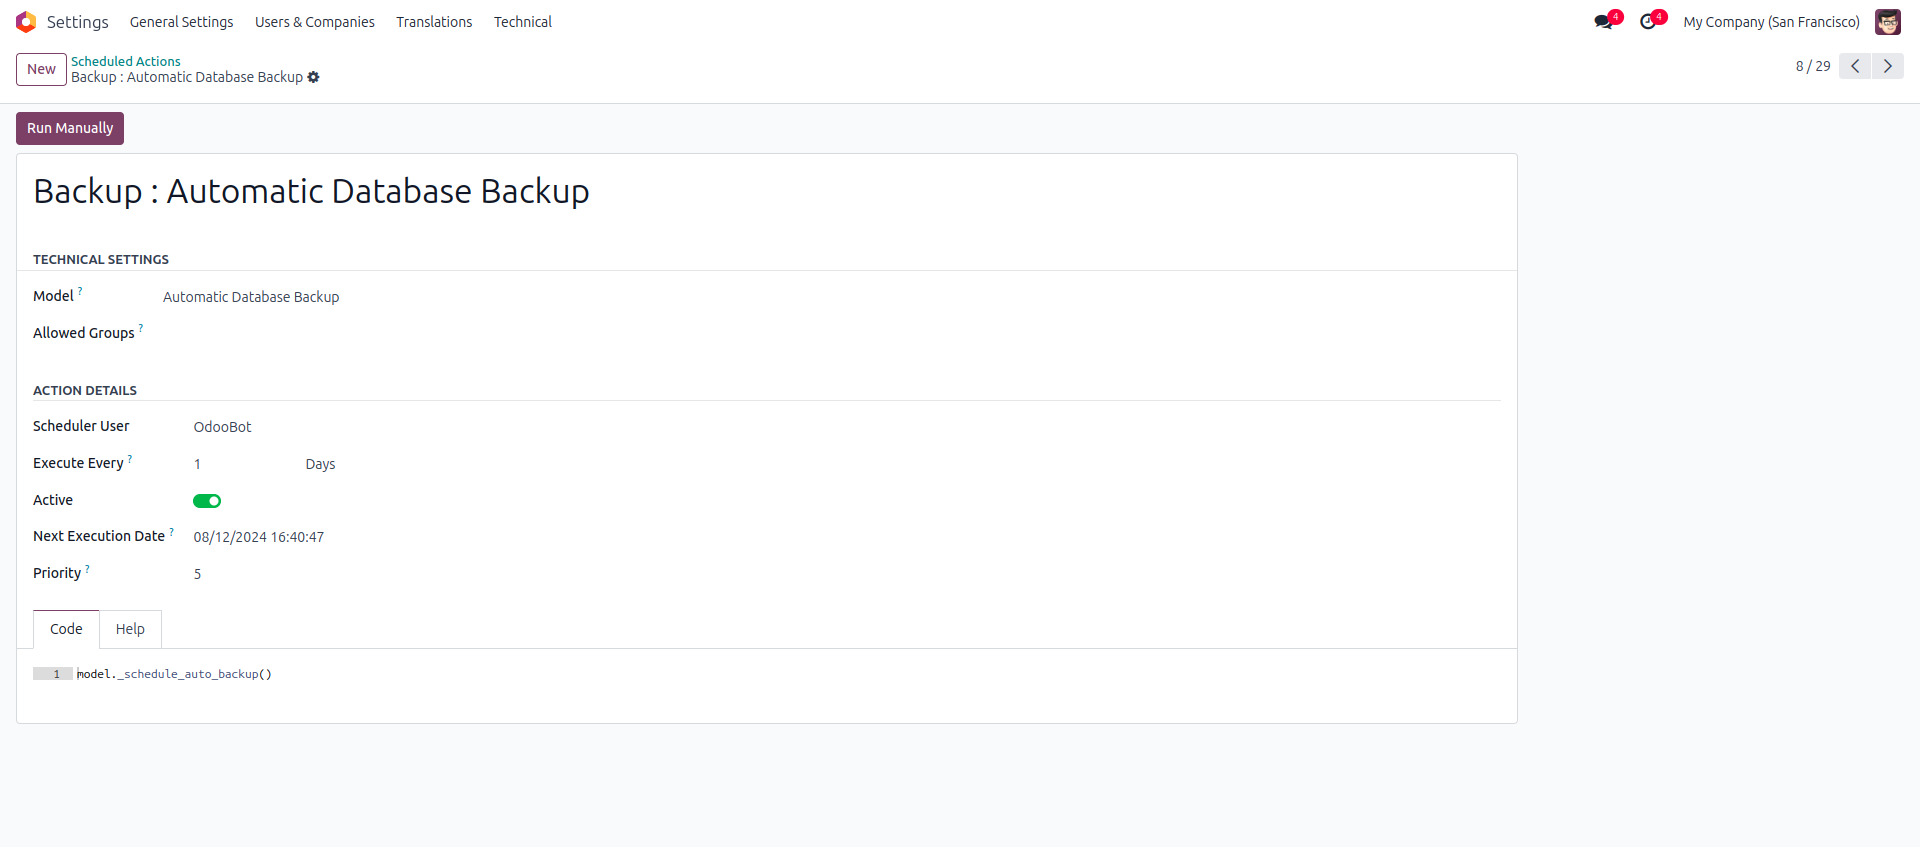 Settings General Settings Users & Companies Translations Technical 4 4 My Company (San Francisco)
New Scheduled Actions
Backup : Automatic Database Backup 8 / 29
Run Manually
Backup : Automatic Database Backup
TECHNICAL SETTINGS
Model ? Automatic Database Backup
Allowed Groups ?
ACTION DETAILS
Scheduler User OdooBot
Execute Every ? 1 Days
Active
Next Execution Date ? 08/12/2024 16:40:47
Priority ? 5
Code Help
1 model._schedule_auto_backup()